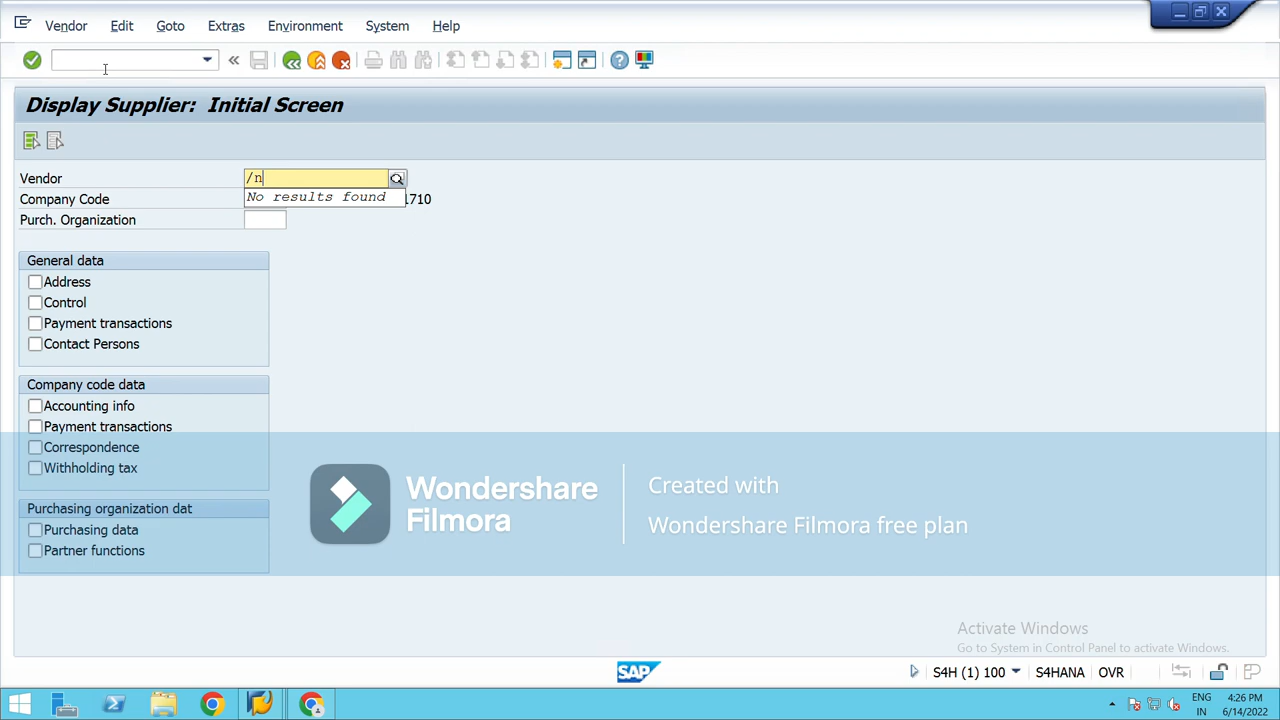 Vendor Edit Goto Extras Environment System Help
Display Supplier: Initial Screen
Vendor /n
No results found
Company Code 1710
Purch. Organization
General data
Address
Control
Payment transactions
Contact Persons
Company code data
Accounting info
Payment transactions
Correspondence
Withholding tax
Purchasing organization dat
Purchasing data
Partner functions
Wondershare
Filmora
Created with
Wondershare Filmora free plan
Activate Windows
Go to System in Control Panel to activate Windows.
SAP
S4H (1) 100 S4HANA OVR
ENG 4:26 PM
IN 6/14/2022